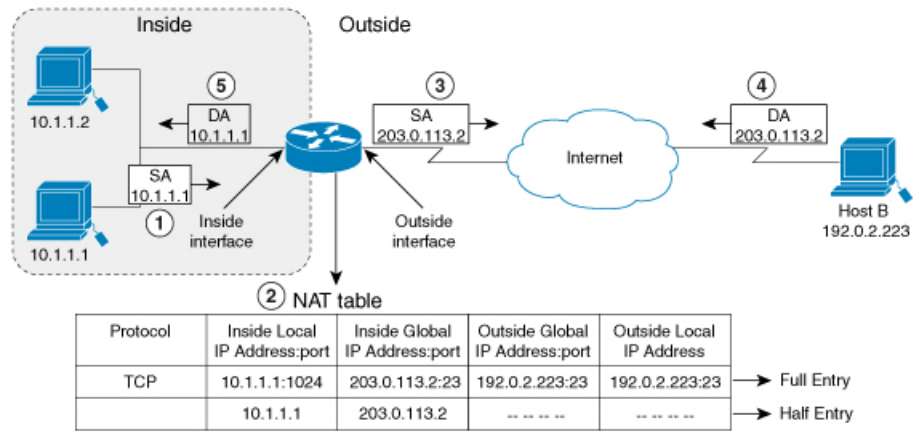 Inside
Outside
10.1.1.2
5
DA
10.1.1.1
3
SA
203.0.113.2
4
DA
203.0.113.2
Internet
SA
10.1.1.1
1
10.1.1.1
Inside
interface
Outside
interface
Host B
192.0.2.223
2 NAT table
Protocol
Inside Local
IP Address:port
Inside Global
IP Address:port
Outside Global
IP Address:port
Outside Local
IP Address
TCP
10.1.1.1:1024
203.0.113.2:23
192.0.2.223:23
192.0.2.223:23
Full Entry
10.1.1.1
203.0.113.2
-- -- -- --
-- -- -- --
Half Entry